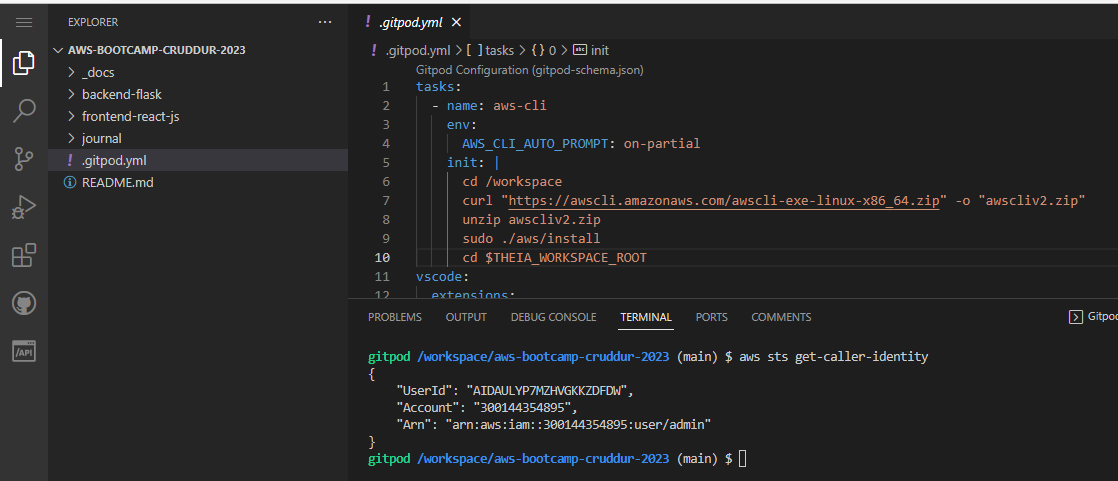 EXPLORER
···
AWS-BOOTCAMP-CRUDDUR-2023
_docs
backend-flask
frontend-react-js
journal
! .gitpod.yml
README.md
/API
! .gitpod.yml ×
! .gitpod.yml > [ ] tasks > { } 0 > abc init
Gitpod Configuration (gitpod-schema.json)
1 tasks:
2 - name: aws-cli
3 env:
4 AWS_CLI_AUTO_PROMPT: on-partial
5 init: |
6 cd /workspace
7 curl "https://awscli.amazonaws.com/awscli-exe-linux-x86_64.zip" -o "awscliv2.zip"
8 unzip awscliv2.zip
9 sudo ./aws/install
10 cd $THEIA_WORKSPACE_ROOT
11 vscode:
12 extensions:
PROBLEMS OUTPUT DEBUG CONSOLE TERMINAL PORTS COMMENTS Gitpod
gitpod /workspace/aws-bootcamp-cruddur-2023 (main) $ aws sts get-caller-identity
{
"UserId": "AIDAULYP7MZHVGKKZDFDW",
"Account": "300144354895",
"Arn": "arn:aws:iam::300144354895:user/admin"
}
gitpod /workspace/aws-bootcamp-cruddur-2023 (main) $